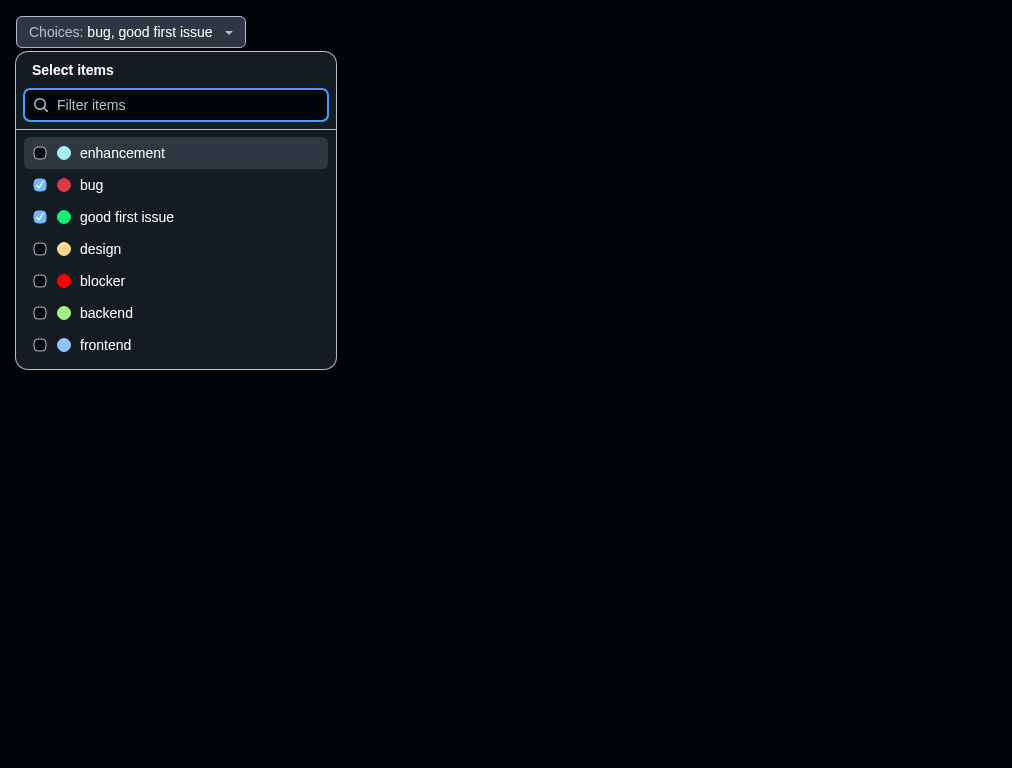 Choices: bug, good first issue
Select items
Filter items
enhancement
bug
good first issue
design
blocker
backend
frontend